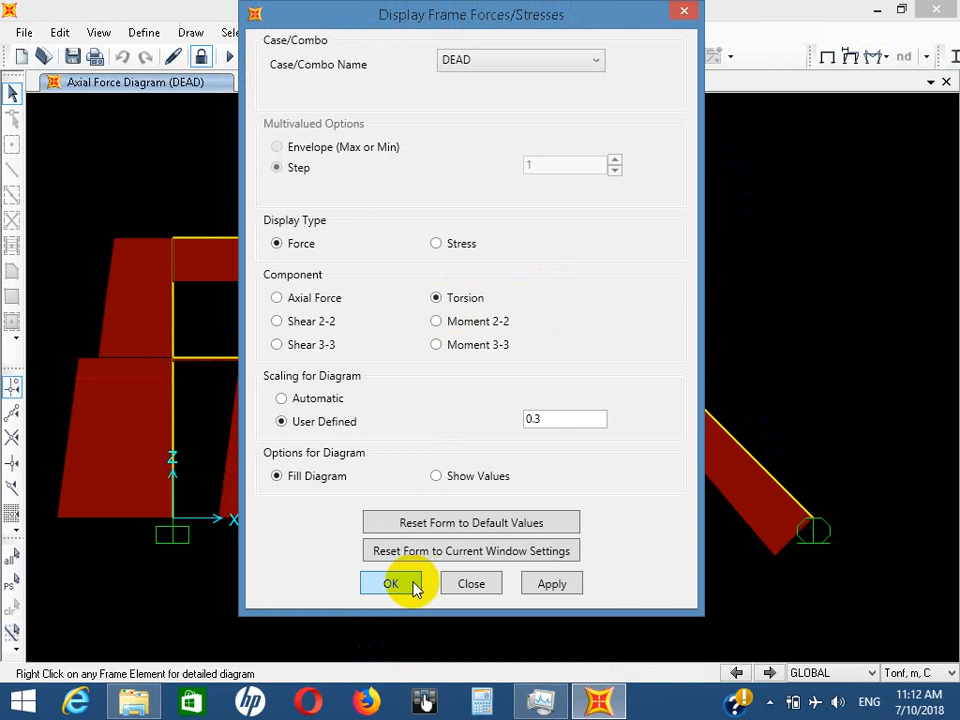 Display Frame Forces/Stresses
File Edit View Define Draw Sel
Axial Force Diagram (DEAD)
nd
Case/Combo
Case/Combo Name DEAD
Multivalued Options
Envelope (Max or Min)
Step 1
Display Type
Force Stress
Component
Axial Force Torsion
Shear 2-2 Moment 2-2
Shear 3-3 Moment 3-3
Scaling for Diagram
Automatic
User Defined 0.3
Options for Diagram
Fill Diagram Show Values
Reset Form to Default Values
Reset Form to Current Window Settings
OK Close Apply
Z
X
all
PS
clr
Right Click on any Frame Element for detailed diagram
GLOBAL Tonf, m, C
ENG
11:12 AM
7/10/2018